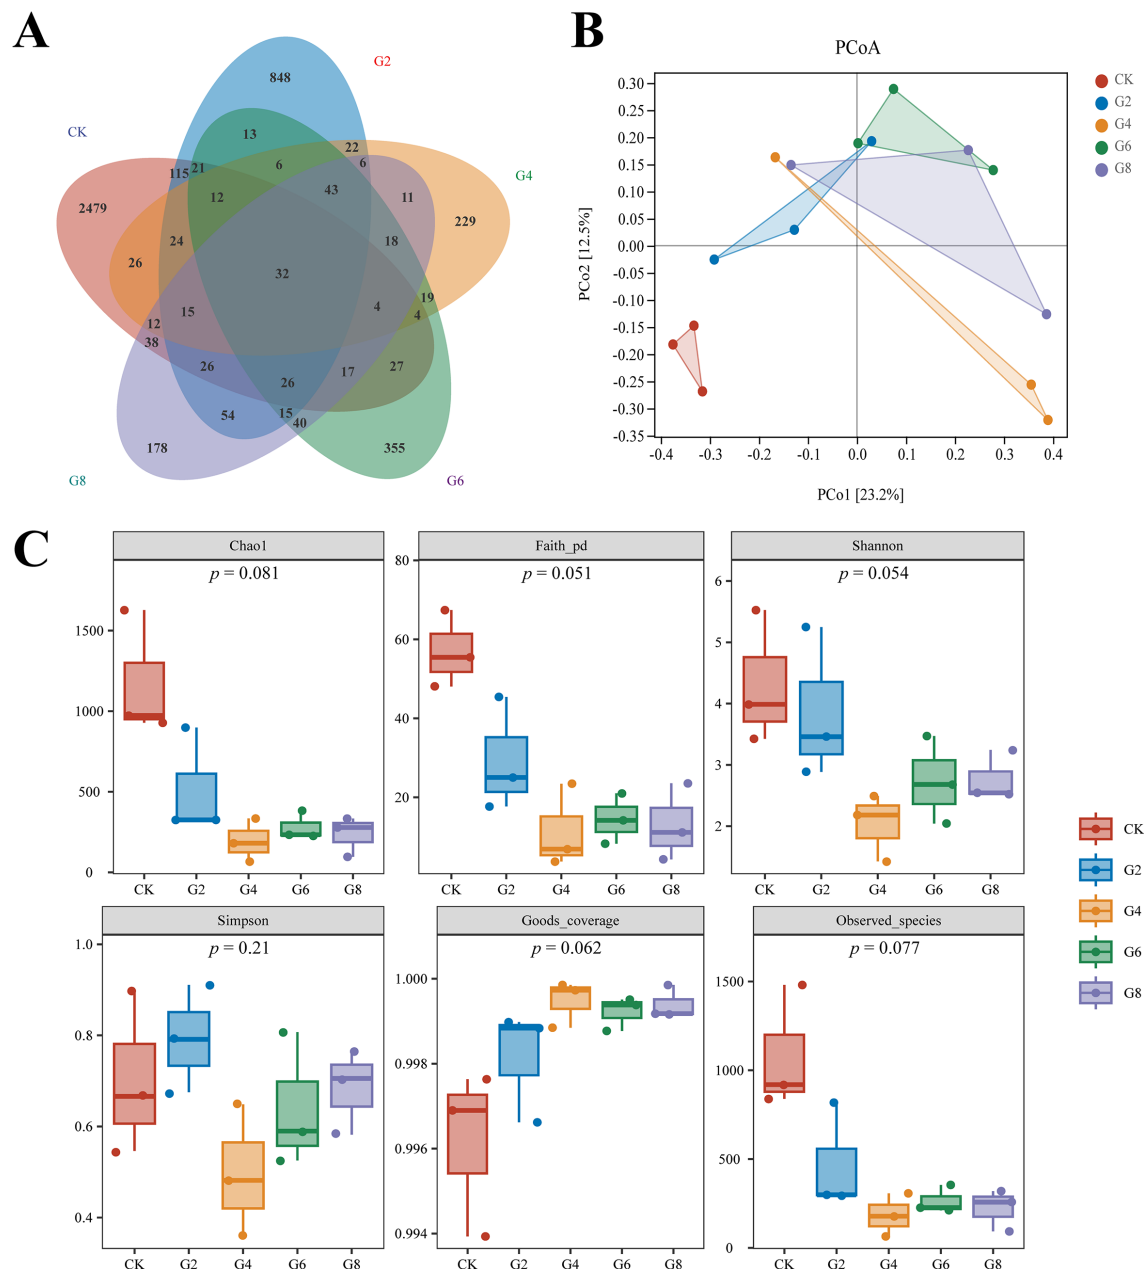 A
G2
848
CK
13
22
6
6
21
115
G4
43
12
11
2479
229
24
18
26
32
19
4
4
15
12
38
26
27
17
26
54
15
40
178
355
G8
G6
B
PCoA
0.30
0.25
0.20
0.15
0.10
0.05
0.00
-0.05
-0.10
-0.15
-0.20
-0.25
-0.30
-0.35
PCo2 [12.5%]
-0.4 -0.3 -0.2 -0.1 0.0 0.1 0.2 0.3 0.4
PCo1 [23.2%]
CK
G2
G4
G6
G8
C
Chao1
p = 0.081
1500
1000
500
0
CK G2 G4 G6 G8
Faith_pd
p = 0.051
80
60
40
20
CK G2 G4 G6 G8
Shannon
p = 0.054
6
5
4
3
2
CK G2 G4 G6 G8
Simpson
p = 0.21
1.0
0.8
0.6
0.4
CK G2 G4 G6 G8
Goods_coverage
p = 0.062
1.000
0.998
0.996
0.994
CK G2 G4 G6 G8
Observed_species
p = 0.077
1500
1000
500
0
CK G2 G4 G6 G8
CK
G2
G4
G6
G8